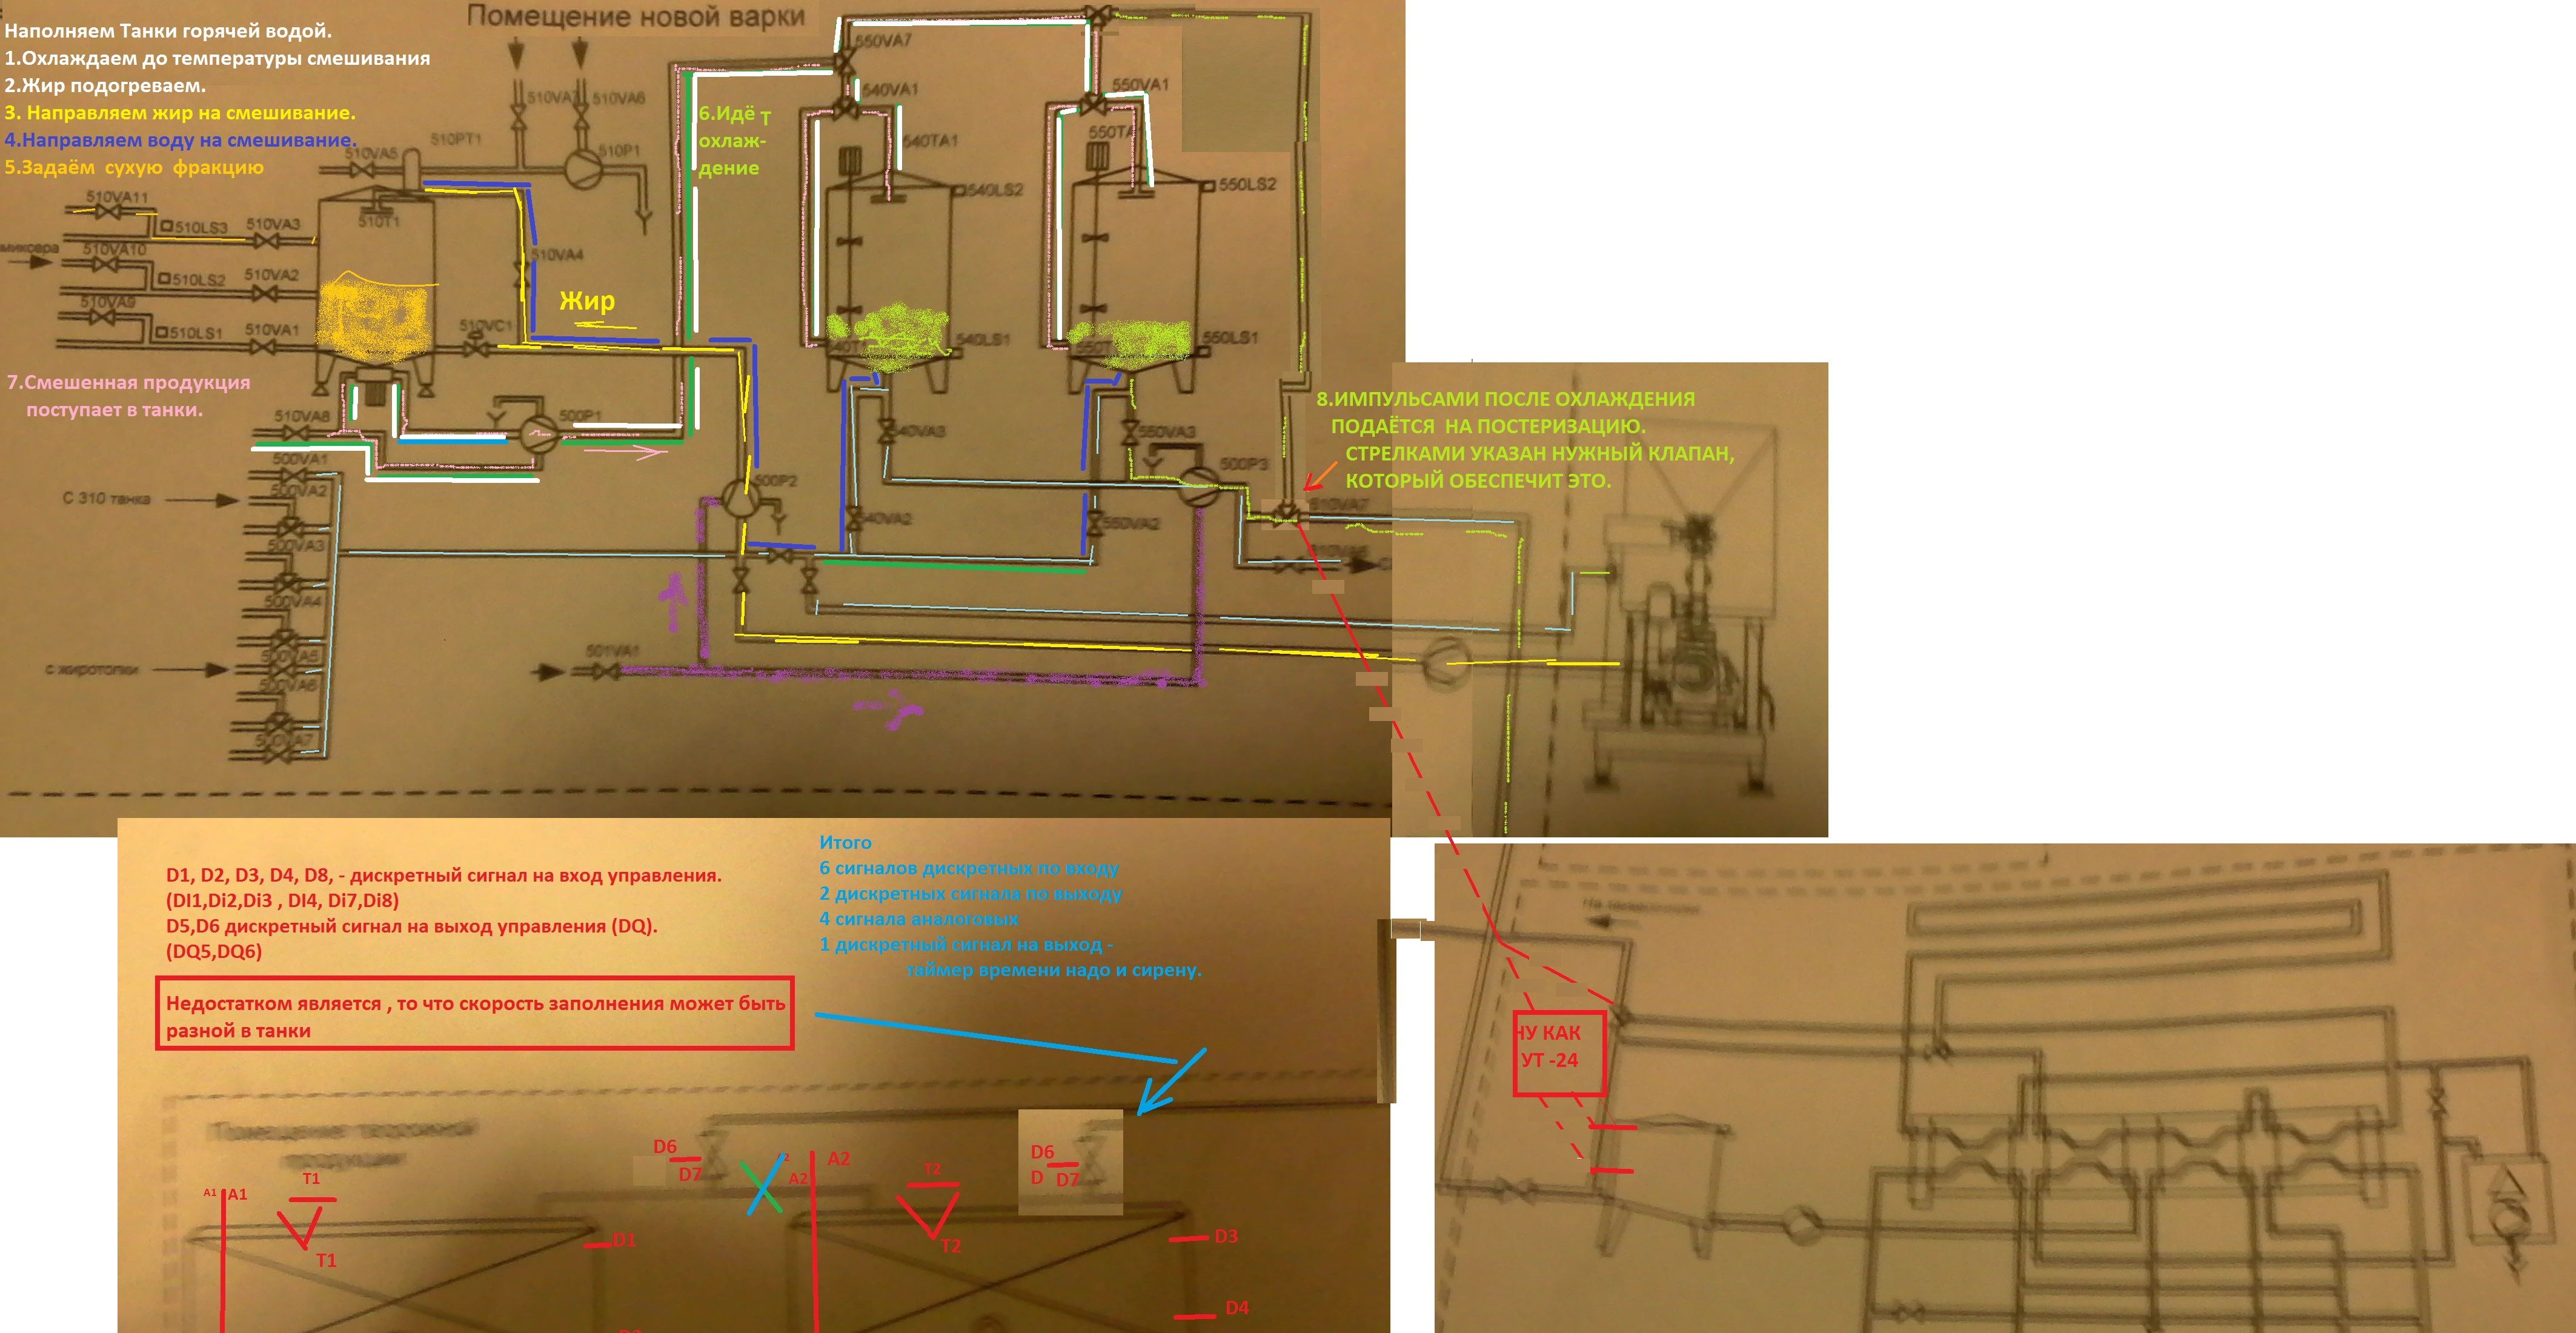 Помещение новой варки
Наполняем Танки горячей водой.
1.Охлаждаем до температуры смешивания
2.Жир подогреваем.
3. Направляем жир на смешивание.
4.Направляем воду на смешивание.
5.Задаём сухую фракцию
6.Идё т
охлаж-
дение
550VA7
540VA1
550VA1
510VA7
510VA6
510PT1
510VA5
510P1
540TA1
550TA1
540LS2
550LS2
510VA11
510LS3
510VA3
510T1
миксера
510VA10
510LS2
510VA2
510VA4
510VA9
510LS1
510VA1
510VC1
Жир
540LS1
550LS1
7.Смешенная продукция
поступает в танки.
510VA8
500P1
500VA1
500VA2
С 310 танка
500VA3
500VA4
с жиротопки
500VA5
500VA6
500VA7
500P2
540VA3
550VA3
500P3
540VA2
550VA2
501VA1
8.ИМПУЛЬСАМИ ПОСЛЕ ОХЛАЖДЕНИЯ
ПОДАЁТСЯ НА ПОСТЕРИЗАЦИЮ.
СТРЕЛКАМИ УКАЗАН НУЖНЫЙ КЛАПАН,
КОТОРЫЙ ОБЕСПЕЧИТ ЭТО.
510VA7
D1, D2, D3, D4, D8, - дискретный сигнал на вход управления.
(DI1,Di2,Di3 , DI4, Di7,Di8)
D5,D6 дискретный сигнал на выход управления (DQ).
(DQ5,DQ6)
Недостатком является , то что скорость заполнения может быть
разной в танки
Итого
6 сигналов дискретных по входу
2 дискретных сигнала по выходу
4 сигнала аналоговых
1 дискретный сигнал на выход -
таймер времени надо и сирену.
НУ КАК
УТ -24
Помещение творожной
продукции
D6
D7
A2
A2
D6
D D7
A1 A1
T1
T1
T2
T2
D1
D3
D4